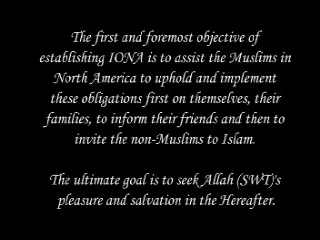 The first and foremost objective of
establishing IONA is to assist the Muslims in
North America to uphold and implement
these obligations first on themselves, their
families, to inform their friends and then to
invite the non-Muslims to Islam.
The ultimate goal is to seek Allah (SWT)'s
pleasure and salvation in the Hereafter.